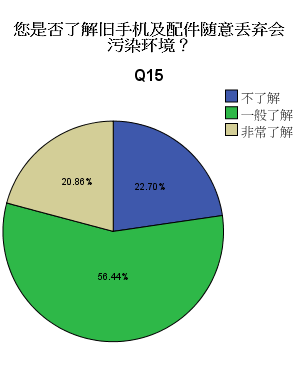 您是否了解旧手机及配件随意丢弃会
污染环境？
Q15
不了解
一般了解
非常了解
20.86%
22.70%
56.44%